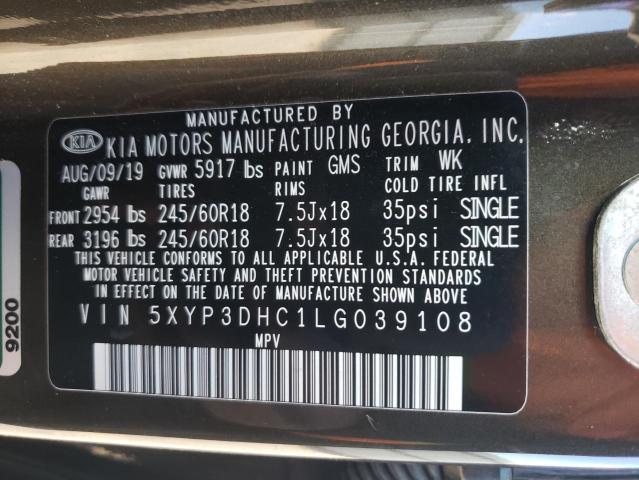 MANUFACTURED BY
KIA KIA MOTORS MANUFACTURING GEORGIA, INC.
AUG/09/19 GVWR 5917 lbs PAINT GMS TRIM WK
GAWR TIRES RIMS COLD TIRE INFL
FRONT 2954 lbs 245/60R18 7.5Jx18 35psi SINGLE
REAR 3196 lbs 245/60R18 7.5Jx18 35psi SINGLE
THIS VEHICLE CONFORMS TO ALL APPLICABLE U.S.A. FEDERAL
MOTOR VEHICLE SAFETY AND THEFT PREVENTION STANDARDS
IN EFFECT ON THE DATE OF MANUFACTURE SHOWN ABOVE.
VIN 5XYP3DHC1LG039108
MPV
9200